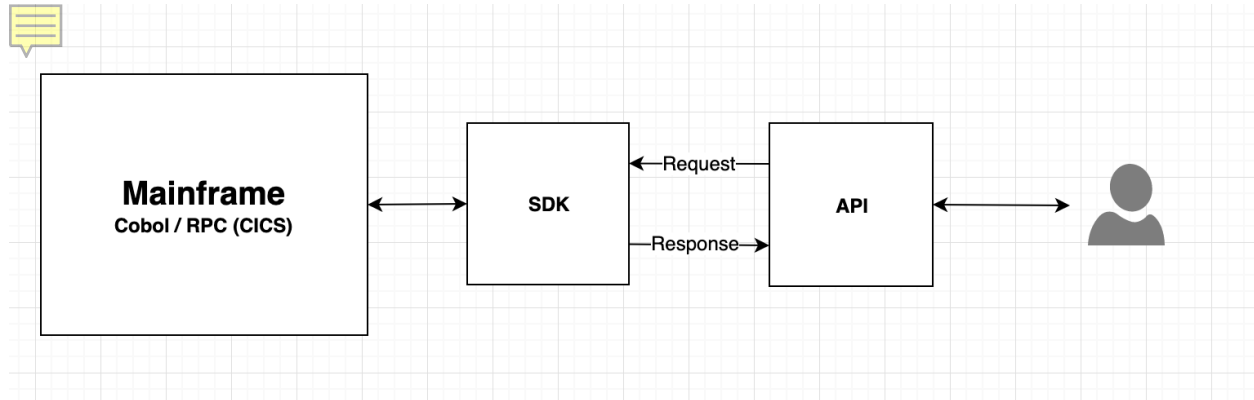 Mainframe
Cobol / RPC (CICS)
SDK
Request
Response
API